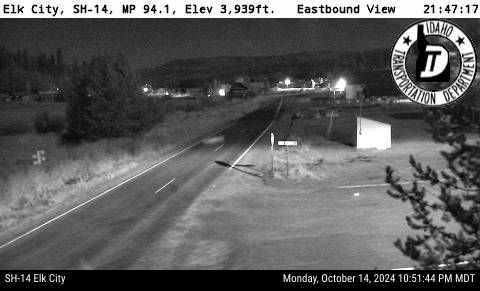 Elk City, SH-14, MP 94.1, Elev 3,939ft. Eastbound View 21:47:17
IDAHO
TRANSPORTATION DEPARTMENT
SH-14 Elk City Monday, October 14, 2024 10:51:44 PM MDT